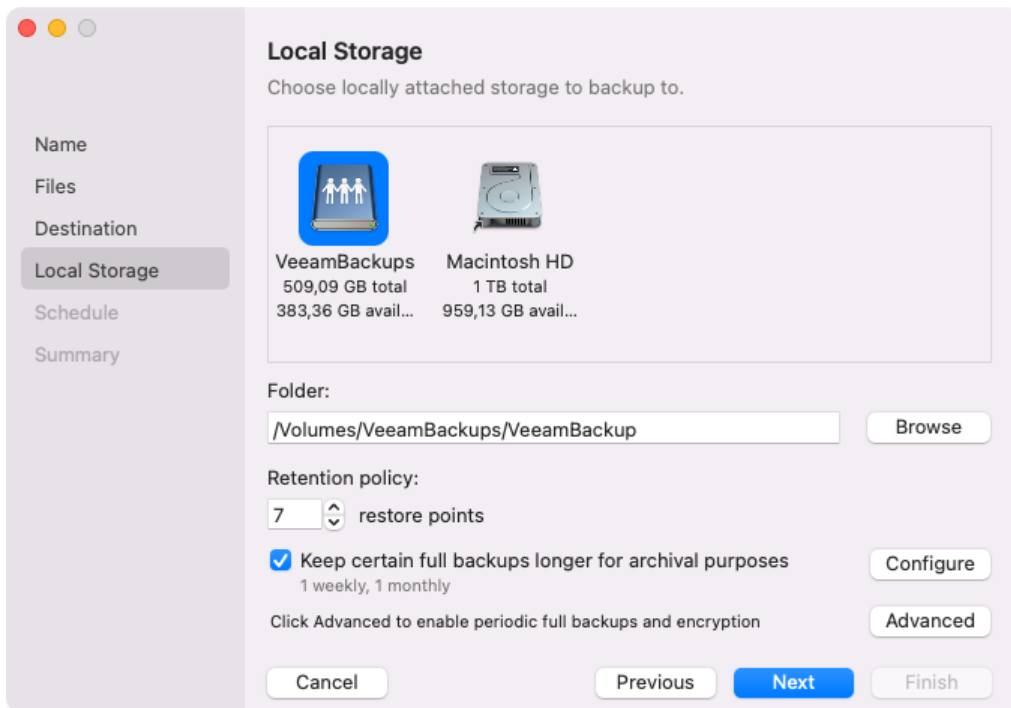 Local Storage
Choose locally attached storage to backup to.
Name
Files
Destination
Local Storage
Schedule
Summary
VeeamBackups
509,09 GB total
383,36 GB avail...
Macintosh HD
1 TB total
959,13 GB avail...
Folder:
/Volumes/VeeamBackups/VeeamBackup
Browse
Retention policy:
7 restore points
Keep certain full backups longer for archival purposes
1 weekly, 1 monthly
Configure
Click Advanced to enable periodic full backups and encryption
Advanced
Cancel
Previous
Next
Finish